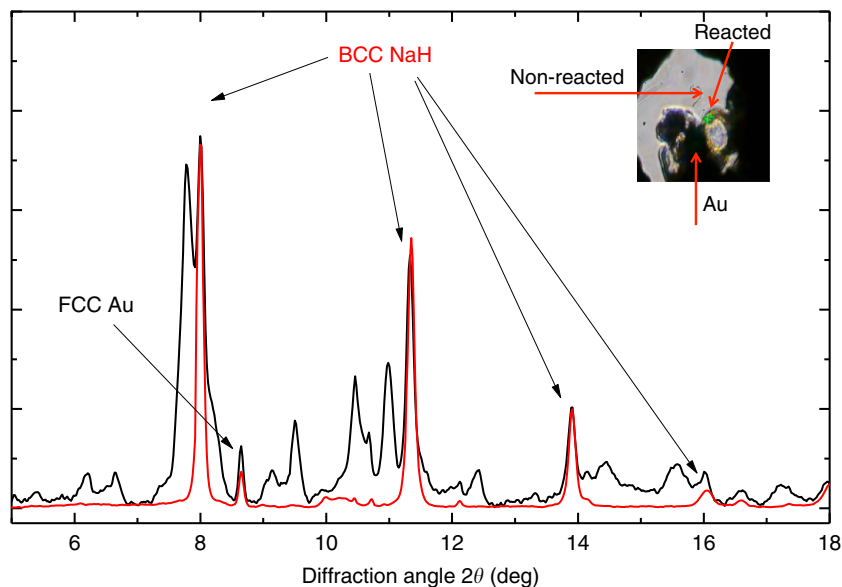 BCC NaH
Reacted
Non-reacted
Au
FCC Au
6 8 10 12 14 16 18
Diffraction angle 2θ (deg)